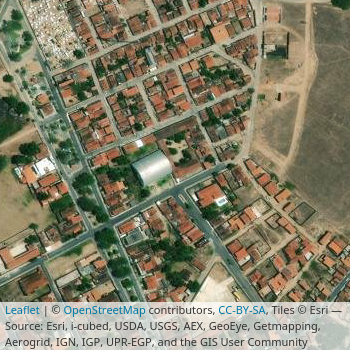 Leaflet | © OpenStreetMap contributors, CC-BY-SA, Tiles © Esri —
Source: Esri, i-cubed, USDA, USGS, AEX, GeoEye, Getmapping,
Aerogrid, IGN, IGP, UPR-EGP, and the GIS User Community